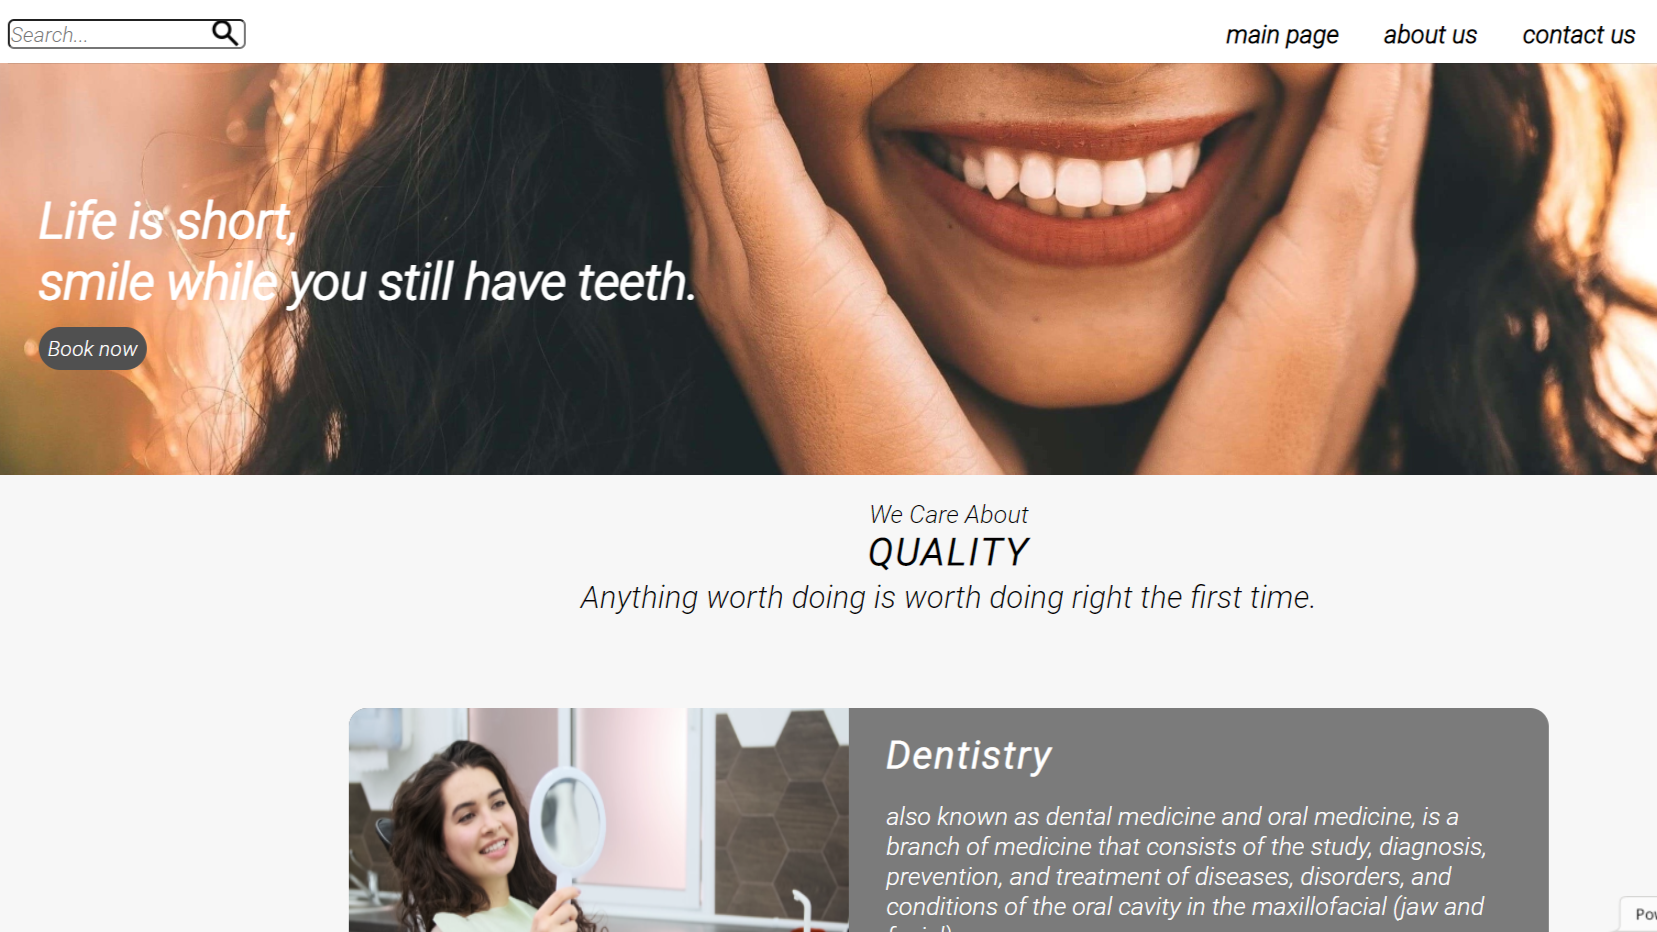 Search...
main page
about us
contact us
Life is short,
smile while you still have teeth.
Book now
We Care About
QUALITY
Anything worth doing is worth doing right the first time.
Dentistry
also known as dental medicine and oral medicine, is a
branch of medicine that consists of the study, diagnosis,
prevention, and treatment of diseases, disorders, and
conditions of the oral cavity in the maxillofacial (jaw and